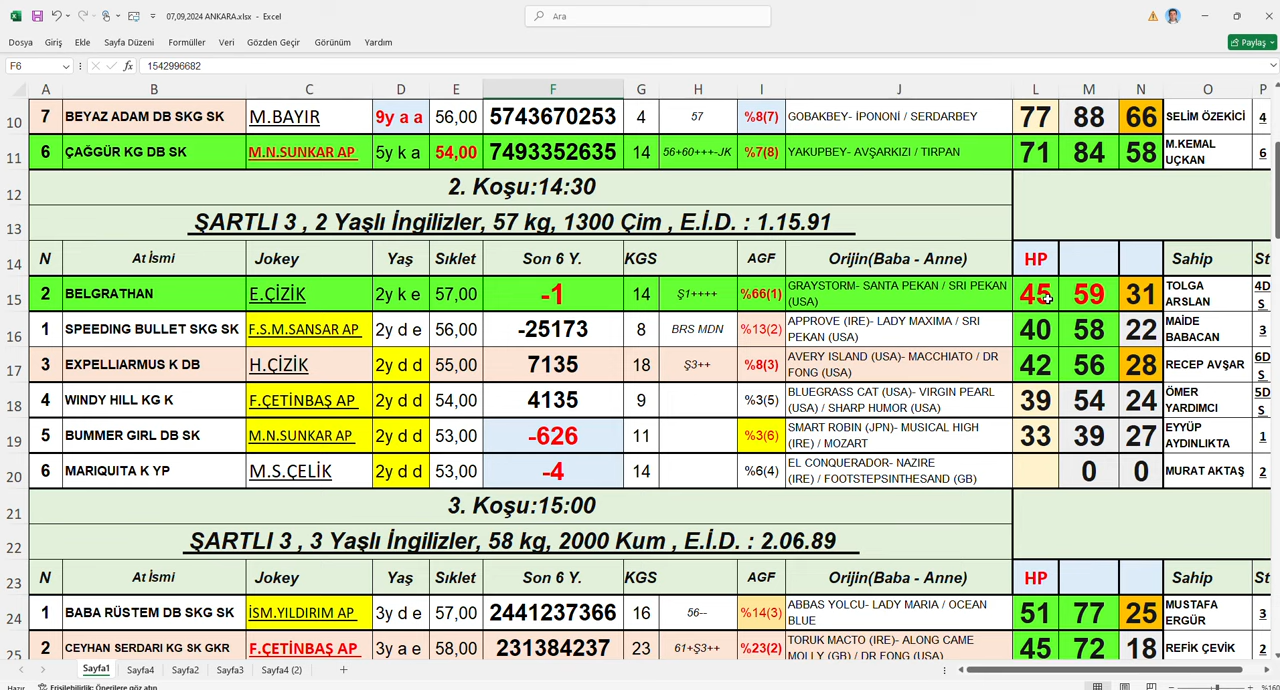 07,09,2024 ANKARA.xlsx - Excel
Ara
Dosya Giriş Ekle Sayfa Düzeni Formüller Veri Gözden Geçir Görünüm Yardım
Paylaş
F6 fx 1542996682
A B C D E F G H I J L M N O P
10 7 BEYAZ ADAM DB SKG SK M.BAYIR 9y a a 56,00 5743670253 4 57 %8(7) GOBAKBEY- İPONONİ / SERDARBEY 77 88 66 SELİM ÖZEKİCİ 4
11 6 ÇAĞGÜR KG DB SK M.N.SUNKAR AP 5y k a 54,00 7493352635 14 56+60+++-JK %7(8) YAKUPBEY- AVŞARKIZI / TIRPAN 71 84 58 M.KEMAL UÇKAN 6
12 2. Koşu:14:30
13 ŞARTLI 3 , 2 Yaşlı İngilizler, 57 kg, 1300 Çim , E.İ.D. : 1.15.91
14 N At İsmi Jokey Yaş Sıklet Son 6 Y. KGS AGF Orijin(Baba - Anne) HP Sahip St
15 2 BELGRATHAN E.ÇİZİK 2y k e 57,00 -1 14 Ş1++++ %66(1) GRAYSTORM- SANTA PEKAN / SRI PEKAN (USA) 45 59 31 TOLGA ARSLAN 4D S
16 1 SPEEDING BULLET SKG SK F.S.M.SANSAR AP 2y d e 56,00 -25173 8 BRS MDN %13(2) APPROVE (IRE)- LADY MAXIMA / SRI PEKAN (USA) 40 58 22 MAİDE BABACAN 3
17 3 EXPELLIARMUS K DB H.ÇİZİK 2y d d 55,00 7135 18 Ş3++ %8(3) AVERY ISLAND (USA)- MACCHIATO / DR FONG (USA) 42 56 28 RECEP AVŞAR 6D S
18 4 WINDY HILL KG K F.ÇETİNBAŞ AP 2y d d 54,00 4135 9 %3(5) BLUEGRASS CAT (USA)- VIRGIN PEARL (USA) / SHARP HUMOR (USA) 39 54 24 ÖMER YARDIMCI 5D S
19 5 BUMMER GIRL DB SK M.N.SUNKAR AP 2y d d 53,00 -626 11 %3(6) SMART ROBIN (JPN)- MUSICAL HIGH (IRE) / MOZART 33 39 27 EYYÜP AYDINLIKTA 1
20 6 MARIQUITA K YP M.S.ÇELİK 2y d d 53,00 -4 14 %6(4) EL CONQUERADOR- NAZIRE (IRE) / FOOTSTEPSINTHESAND (GB) 0 0 MURAT AKTAŞ 2
21 3. Koşu:15:00
22 ŞARTLI 3 , 3 Yaşlı İngilizler, 58 kg, 2000 Kum , E.İ.D. : 2.06.89
23 N At İsmi Jokey Yaş Sıklet Son 6 Y. KGS AGF Orijin(Baba - Anne) HP Sahip St
24 1 BABA RÜSTEM DB SKG SK İSM.YILDIRIM AP 3y d e 57,00 2441237366 16 56-- %14(3) ABBAS YOLCU- LADY MARIA / OCEAN BLUE 51 77 25 MUSTAFA ERGÜR 3
25 2 CEYHAN SERDARI KG SK GKR F.ÇETİNBAŞ AP 3y a e 58,00 231384237 23 61+Ş3++ %23(2) TORUK MACTO (IRE)- ALONG CAME MOLLY (GB) / DR FONG (USA) 45 72 18 REFİK ÇEVİK 2
Sayfa1 Sayfa4 Sayfa2 Sayfa3 Sayfa4 (2) +
Hazır Erişilebilirlik: Önerilere göz atın %160